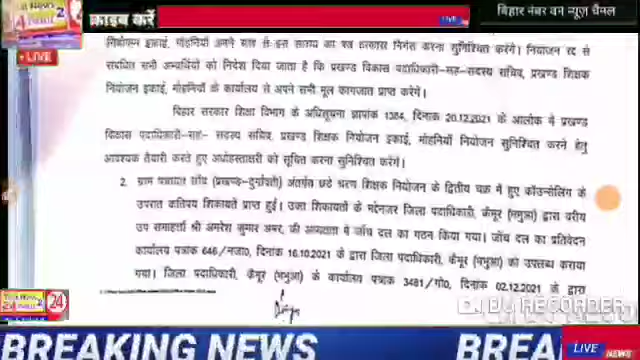 क्राइब करें
LIVE
बिहार नंबर वन न्यूज चैनल
24
LIVE
नियोजन इकाई, मोहनियाँ अपने स्तर से इस आशय का पत्र निर्गत करना सुनिश्चित करेंगे। नियोजन रद्द से
संबंधित सभी अभ्यर्थियों को निदेश दिया जाता है कि प्रखण्ड विकास पदाधिकारी-सह-सदस्य सचिव, प्रखण्ड शिक्षक
नियोजन इकाई, मोहनियाँ के कार्यालय से अपने सभी मूल कागजात प्राप्त करेंगे।
बिहार सरकार शिक्षा विभाग के अधिसूचना ज्ञापांक 1384, दिनांक 20.12.2021 के आलोक में प्रखण्ड
विकास पदाधिकारी-सह- सदस्य सचिव, प्रखण्ड शिक्षक नियोजन इकाई, मोहनियाँ नियोजन सुनिश्चित करने हेतु
आवश्यक तैयारी करते हुए अधोहस्ताक्षरी को सूचित करना सुनिश्चित करेंगे।
2. ग्राम पंचायत (प्रखण्ड-दुर्गावती) अंतर्गत छठे चरण शिक्षक नियोजन के द्वितीय चक्र में हुए कॉउन्सेलिंग के
उपरांत कतिपय शिकायतें प्राप्त हुई। उक्त शिकायतों के मद्देनजर जिला पदाधिकारी, कैमूर (भभुआ) द्वारा वरीय
उप समाहर्त्ता श्री अमरेश कुमार अमर, की अध्यक्षता में जाँच दल का गठन किया गया। जाँच दल का प्रतिवेदन
कार्यालय पत्रांक 646/नजा0, दिनांक 16.10.2021 के द्वारा जिला पदाधिकारी, कैमूर (भभुआ) को उपलब्ध कराया
गया। जिला पदाधिकारी, कैमूर (भभुआ) के कार्यालय पत्रांक 3481/गो0, दिनांक 02.12.2021 के द्वारा
24
DU RECORDER
BREAKING NEWS
BREA
LIVE
NEWS